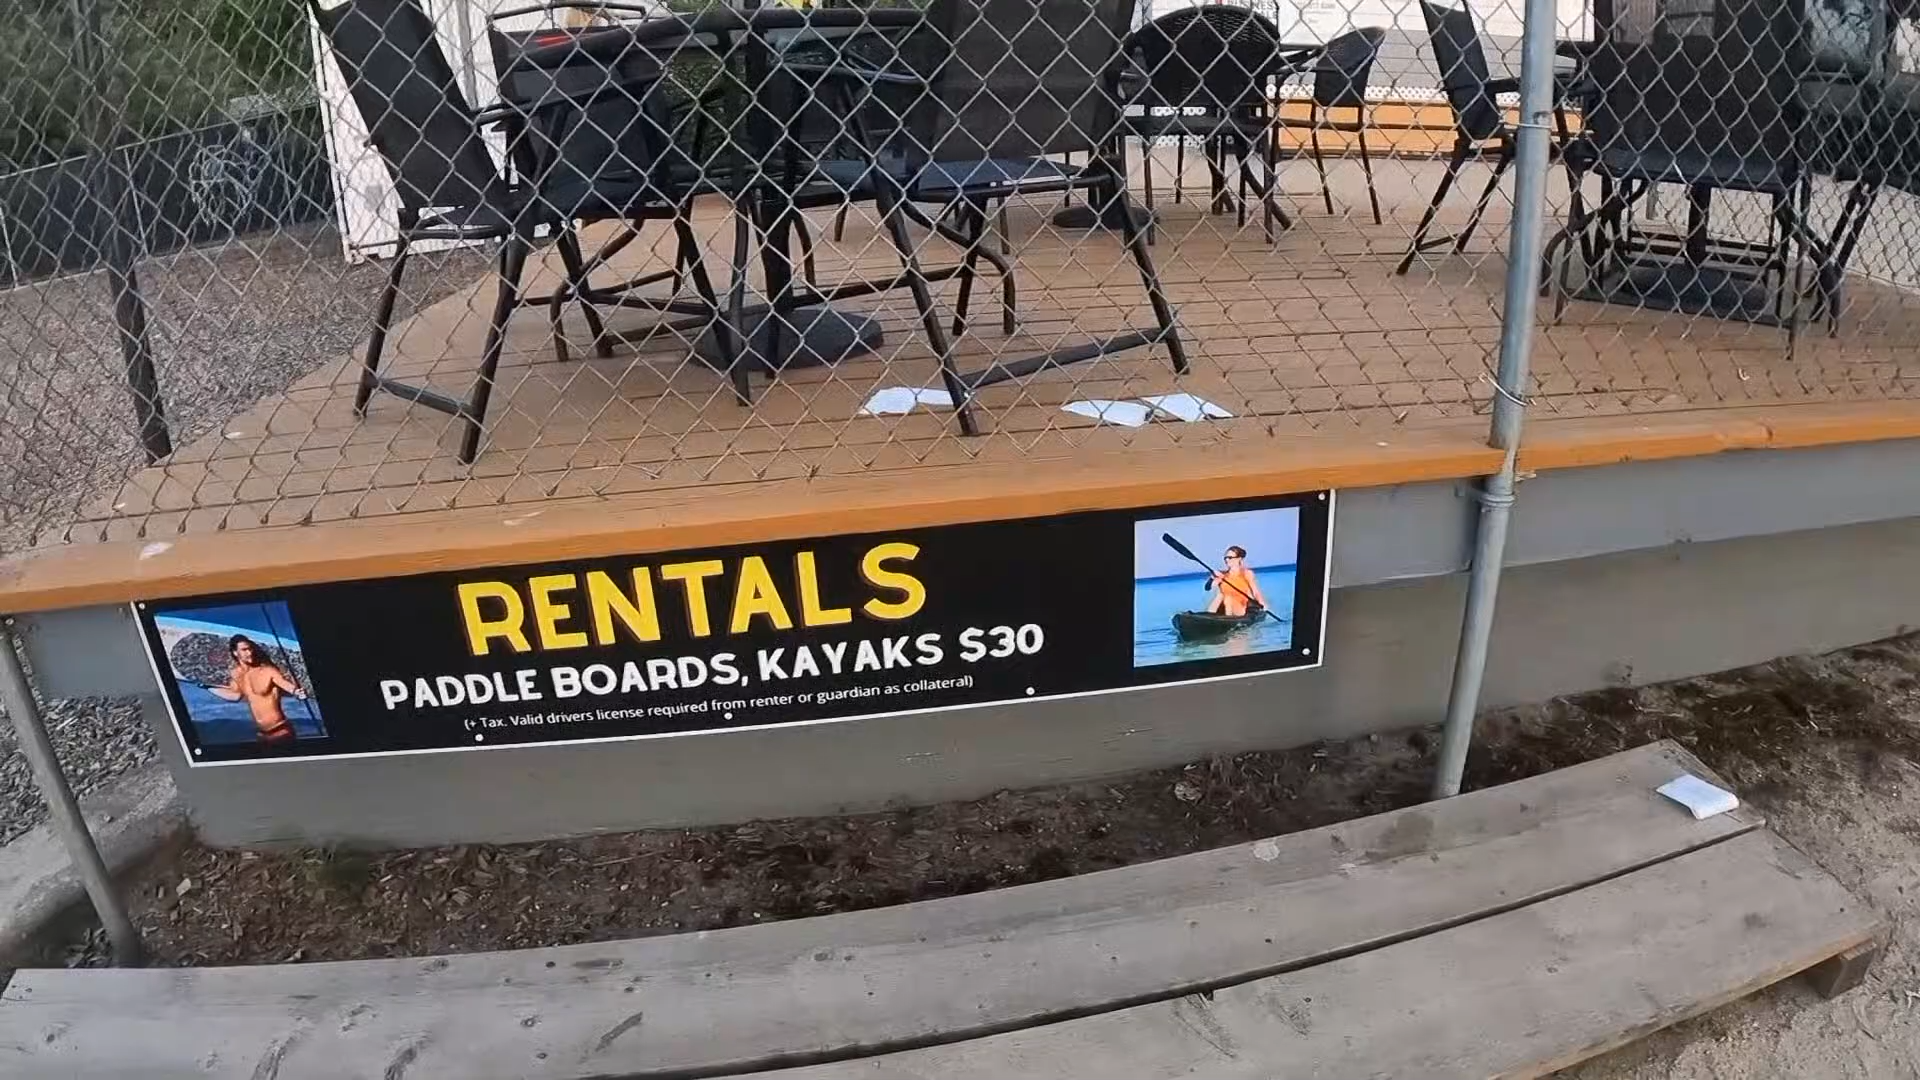 RENTALS
PADDLE BOARDS, KAYAKS $30
(+ Tax. Valid drivers license required from renter or guardian as collateral)